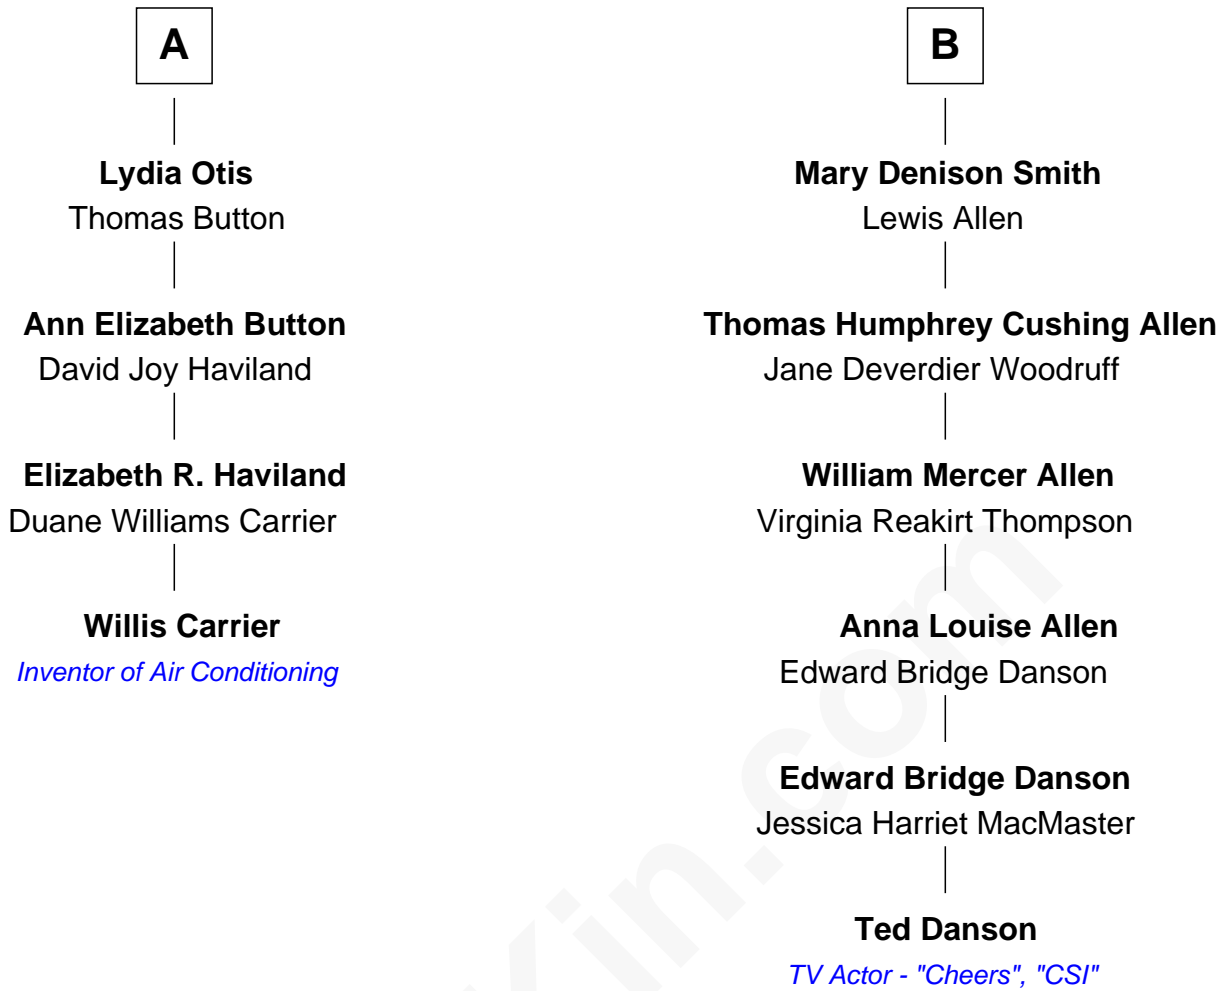 A
Lydia Otis
Thomas Button
Ann Elizabeth Button
David Joy Haviland
Elizabeth R. Haviland
Duane Williams Carrier
Willis Carrier
Inventor of Air Conditioning
B
Mary Denison Smith
Lewis Allen
Thomas Humphrey Cushing Allen
Jane Deverdier Woodruff
William Mercer Allen
Virginia Reakirt Thompson
Anna Louise Allen
Edward Bridge Danson
Edward Bridge Danson
Jessica Harriet MacMaster
Ted Danson
TV Actor - "Cheers", "CSI"